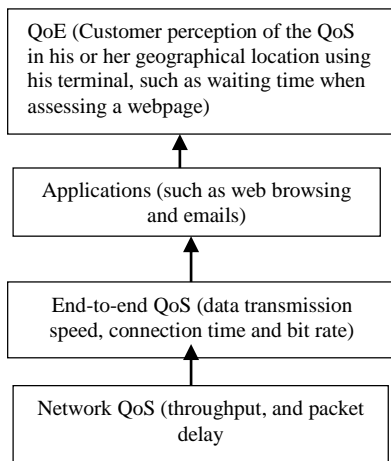 QoE (Customer perception of the QoS
in his or her geographical location using
his terminal, such as waiting time when
assessing a webpage)
Applications (such as web browsing
and emails)
End-to-end QoS (data transmission
speed, connection time and bit rate)
Network QoS (throughput, and packet
delay